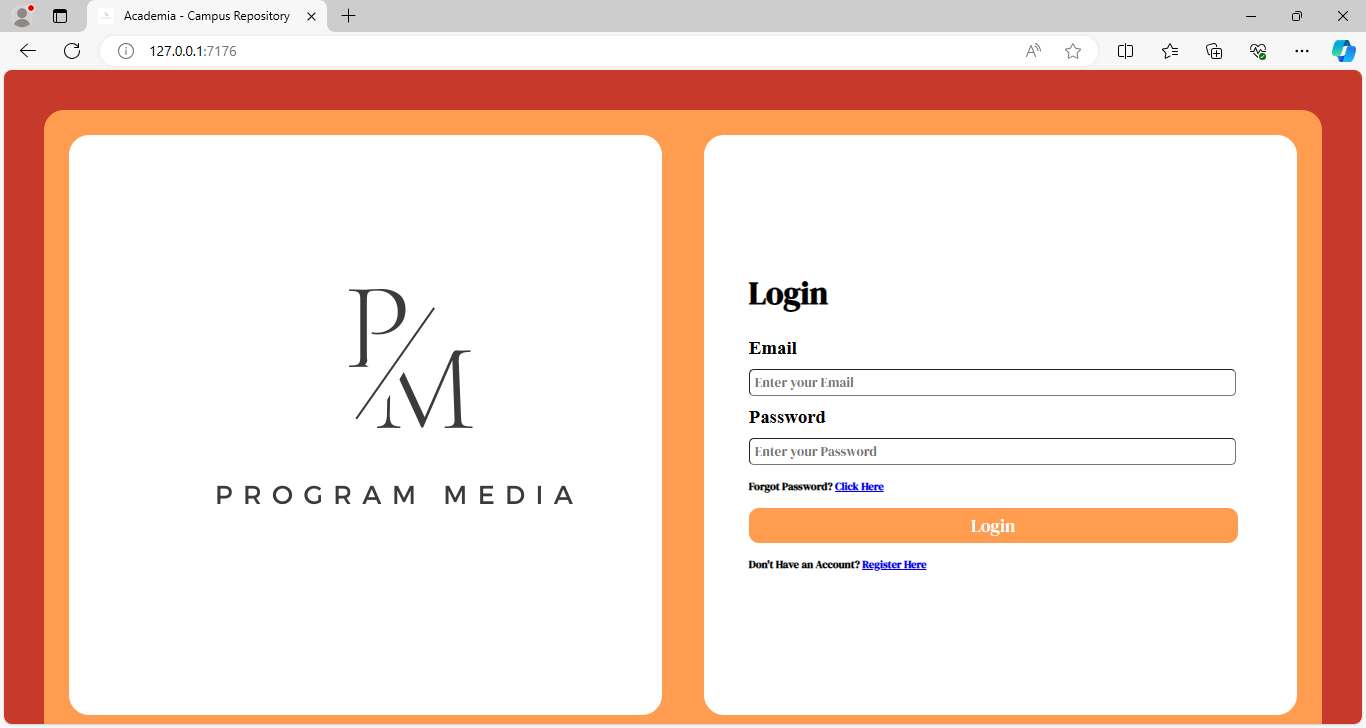 Academia - Campus Repository
127.0.0.1:7176
P/M
PROGRAM MEDIA
Login
Email
Enter your Email
Password
Enter your Password
Forgot Password? Click Here
Login
Don't Have an Account? Register Here